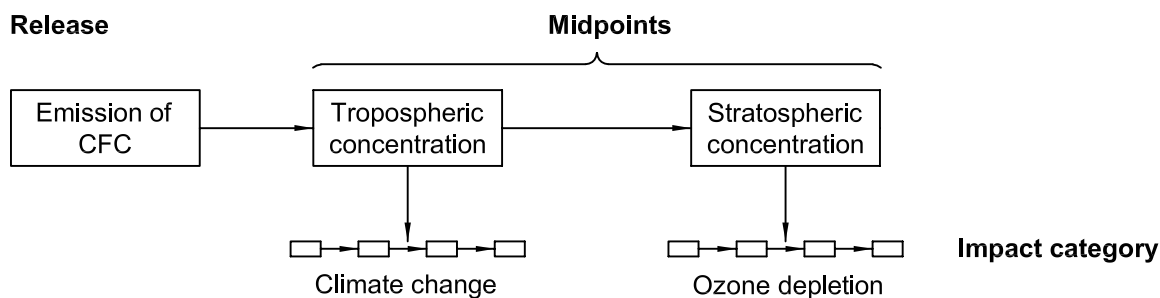 Release
Midpoints
Emission of
CFC
Tropospheric
concentration
Stratospheric
concentration
Climate change
Ozone depletion
Impact category